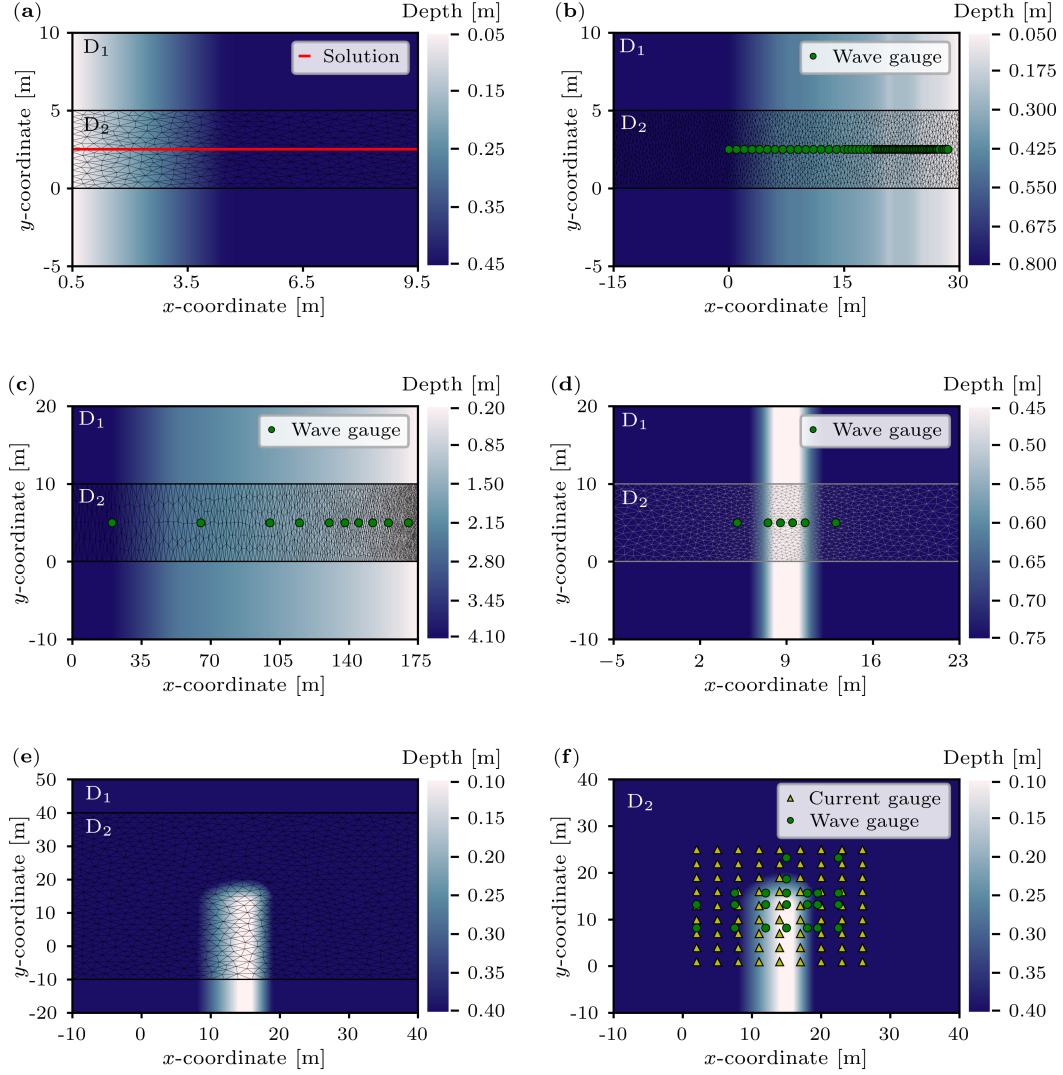 (a)
Depth [m]
10
5
0
-5
y-coordinate [m]
D1
D2
Solution
0.5
3.5
6.5
9.5
x-coordinate [m]
0.05
0.15
0.25
0.35
0.45
(b)
Depth [m]
10
5
0
-5
y-coordinate [m]
D1
D2
Wave gauge
-15
0
15
30
x-coordinate [m]
0.050
0.175
0.300
0.425
0.550
0.675
0.800
(c)
Depth [m]
20
10
0
-10
y-coordinate [m]
D1
D2
Wave gauge
0
35
70
105
140
175
x-coordinate [m]
0.20
0.85
1.50
2.15
2.80
3.45
4.10
(d)
Depth [m]
20
10
0
-10
y-coordinate [m]
D1
D2
Wave gauge
−5
2
9
16
23
x-coordinate [m]
0.45
0.50
0.55
0.60
0.65
0.70
0.75
(e)
Depth [m]
50
40
30
20
10
0
-10
-20
y-coordinate [m]
D1
D2
-10
0
10
20
30
40
x-coordinate [m]
0.10
0.15
0.20
0.25
0.30
0.35
0.40
(f)
Depth [m]
40
30
20
10
0
-10
y-coordinate [m]
D2
Current gauge
Wave gauge
-10
0
10
20
30
40
x-coordinate [m]
0.10
0.15
0.20
0.25
0.30
0.35
0.40